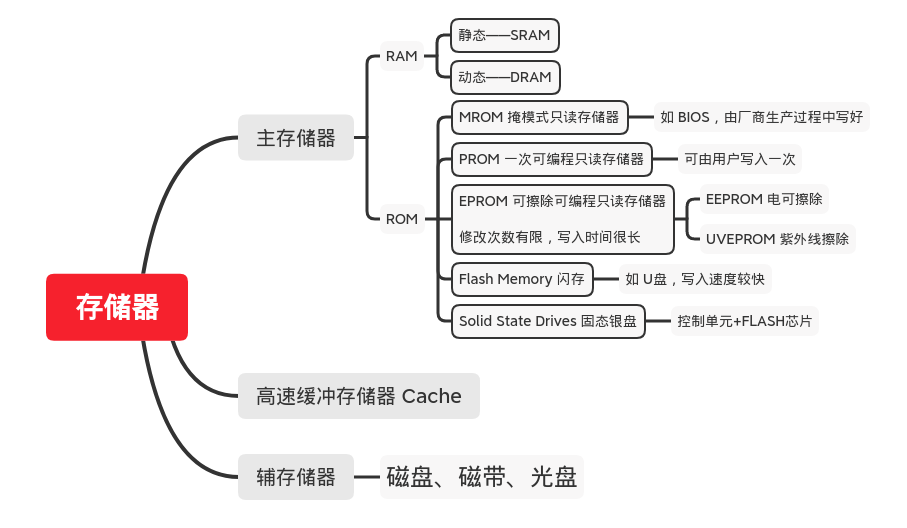 存储器
主存储器
RAM
静态——SRAM
动态——DRAM
ROM
MROM 掩模式只读存储器
如 BIOS，由厂商生产过程中写好
PROM 一次可编程只读存储器
可由用户写入一次
EPROM 可擦除可编程只读存储器
修改次数有限，写入时间很长
EEPROM 电可擦除
UVEPROM 紫外线擦除
Flash Memory 闪存
如 U盘，写入速度较快
Solid State Drives 固态银盘
控制单元+FLASH芯片
高速缓冲存储器 Cache
辅存储器
磁盘、磁带、光盘